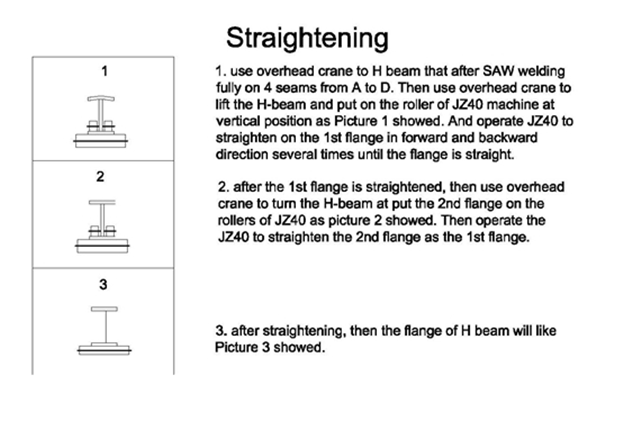 Straightening
1
1. use overhead crane to H beam that after SAW welding
fully on 4 seams from A to D. Then use overhead crane to
lift the H-beam and put on the roller of JZ40 machine at
vertical position as Picture 1 showed. And operate JZ40 to
straighten on the 1st flange in forward and backward
direction several times until the flange is straight.
2
2. after the 1st flange is straightened, then use overhead
crane to turn the H-beam at put the 2nd flange on the
rollers of JZ40 as picture 2 showed. Then operate the
JZ40 to straighten the 2nd flange as the 1st flange.
3
3. after straightening, then the flange of H beam will like
Picture 3 showed.